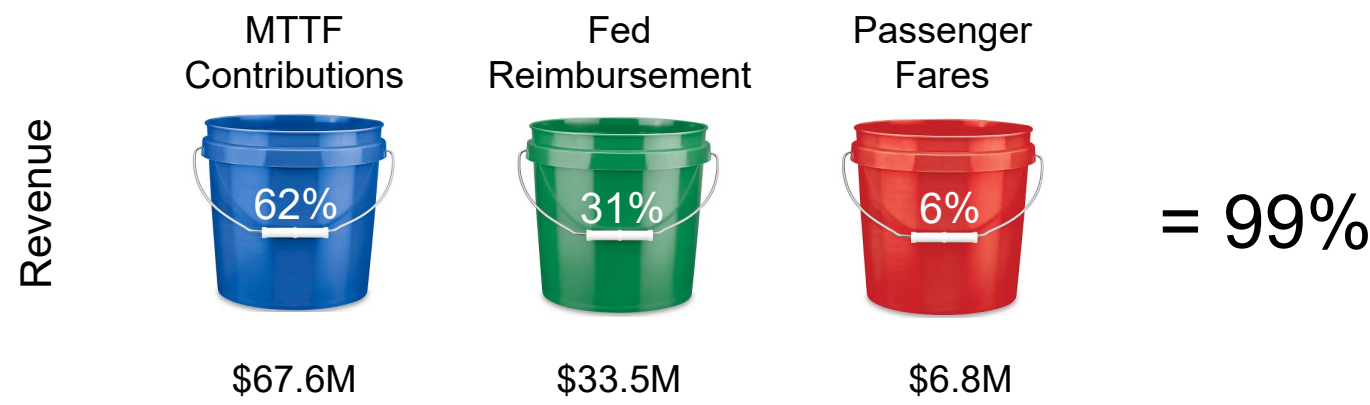 MTTF
Contributions
Fed
Reimbursement
Passenger
Fares
Revenue
62%
31%
6%
= 99%
$67.6M
$33.5M
$6.8M